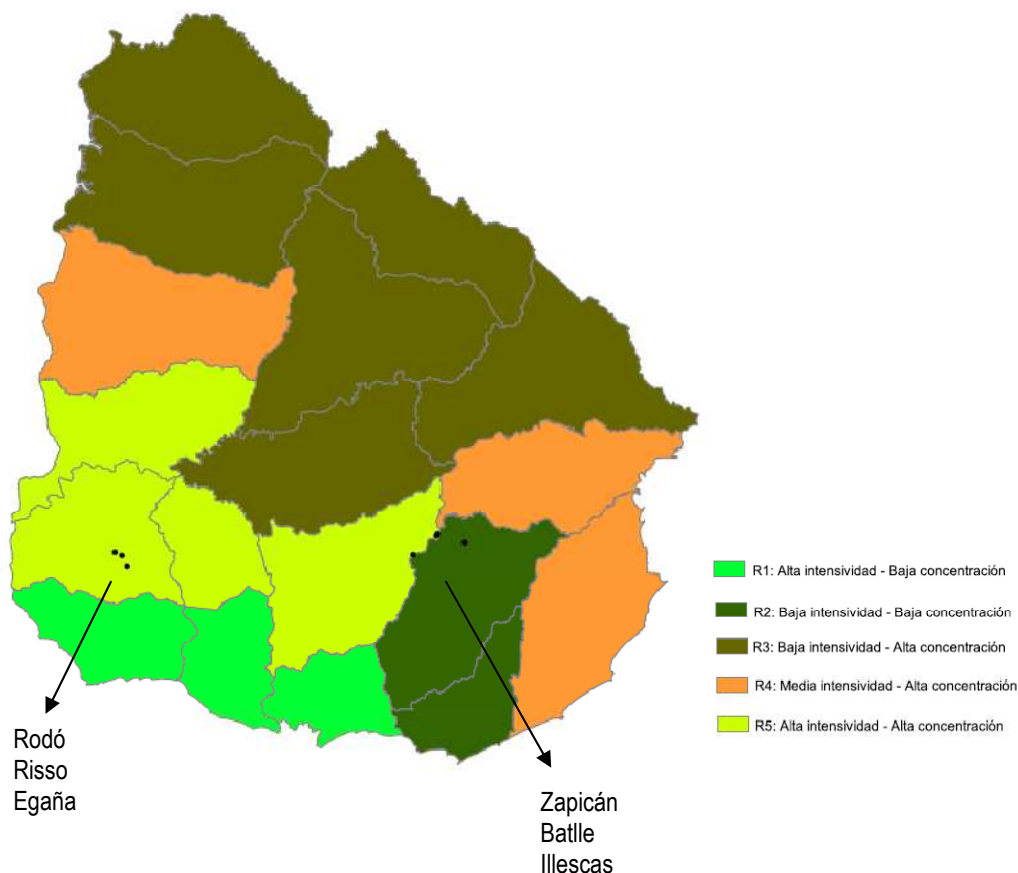 R1: Alta intensividad - Baja concentración
R2: Baja intensividad - Baja concentración
R3: Baja intensividad - Alta concentración
R4: Media intensividad - Alta concentración
R5: Alta intensividad - Alta concentración
Rodó
Risso
Egaña
Zapicán
Batlle
Illescas